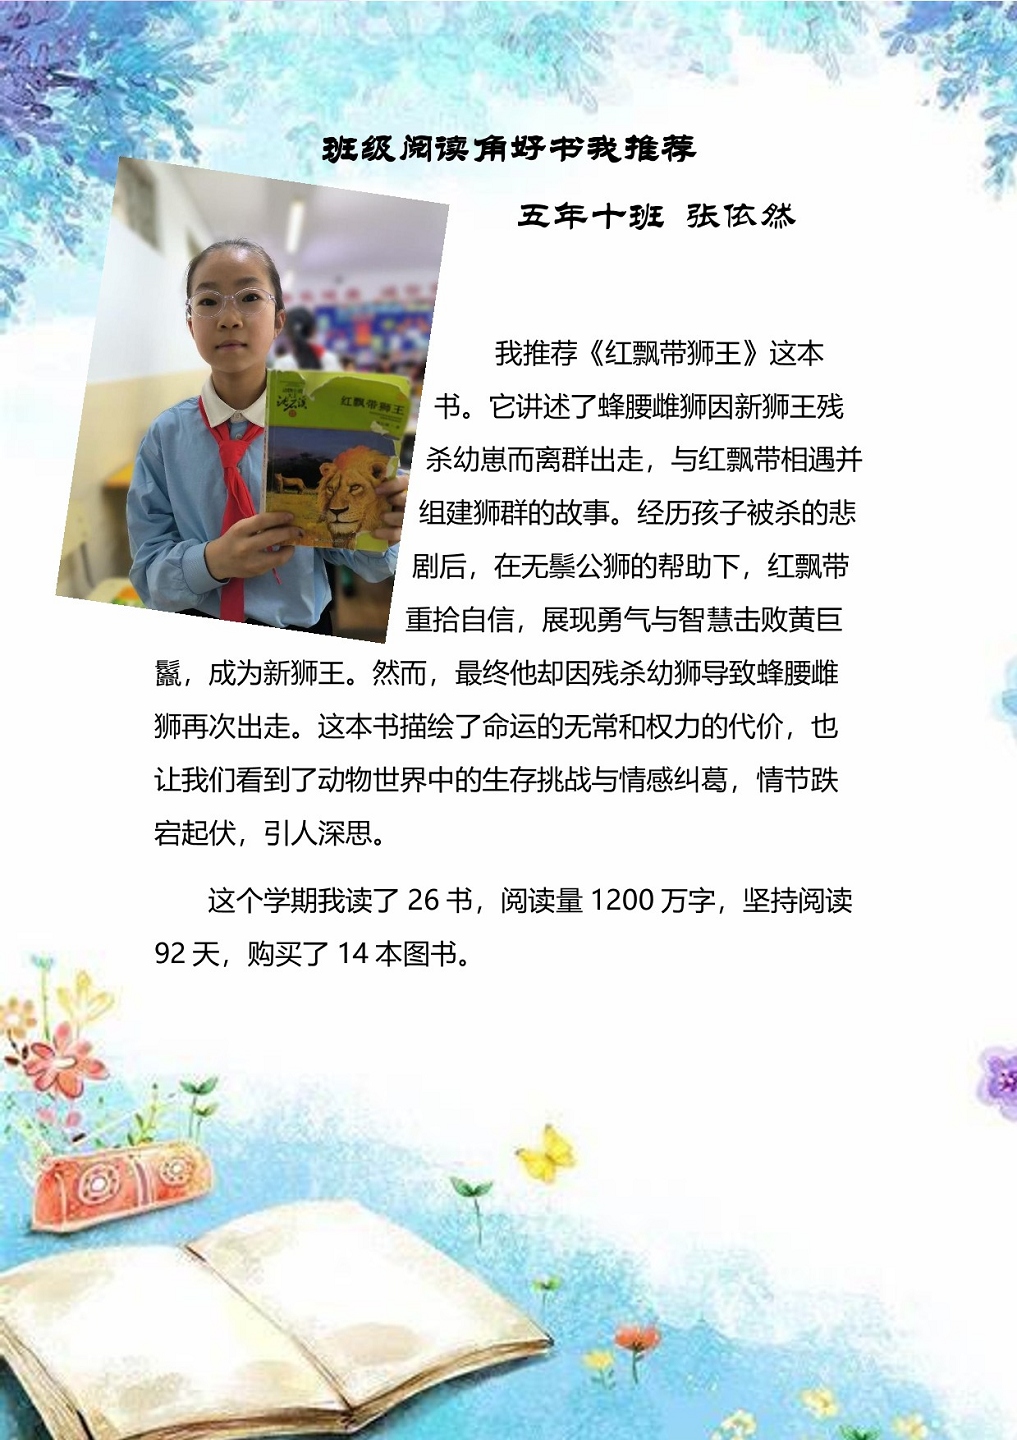 班级阅读角好书我推荐
五年十班 张依然
我推荐《红飘带狮王》这本
书。它讲述了蜂腰雌狮因新狮王残
杀幼崽而离群出走，与红飘带相遇并
组建狮群的故事。经历孩子被杀的悲
剧后，在无鬃公狮的帮助下，红飘带
重拾自信，展现勇气与智慧击败黄巨
鬣，成为新狮王。然而，最终他却因残杀幼狮导致蜂腰雌
狮再次出走。这本书描绘了命运的无常和权力的代价，也
让我们看到了动物世界中的生存挑战与情感纠葛，情节跌
宕起伏，引人深思。
这个学期我读了 26 书，阅读量 1200 万字，坚持阅读
92 天，购买了 14 本图书。
红飘带狮王